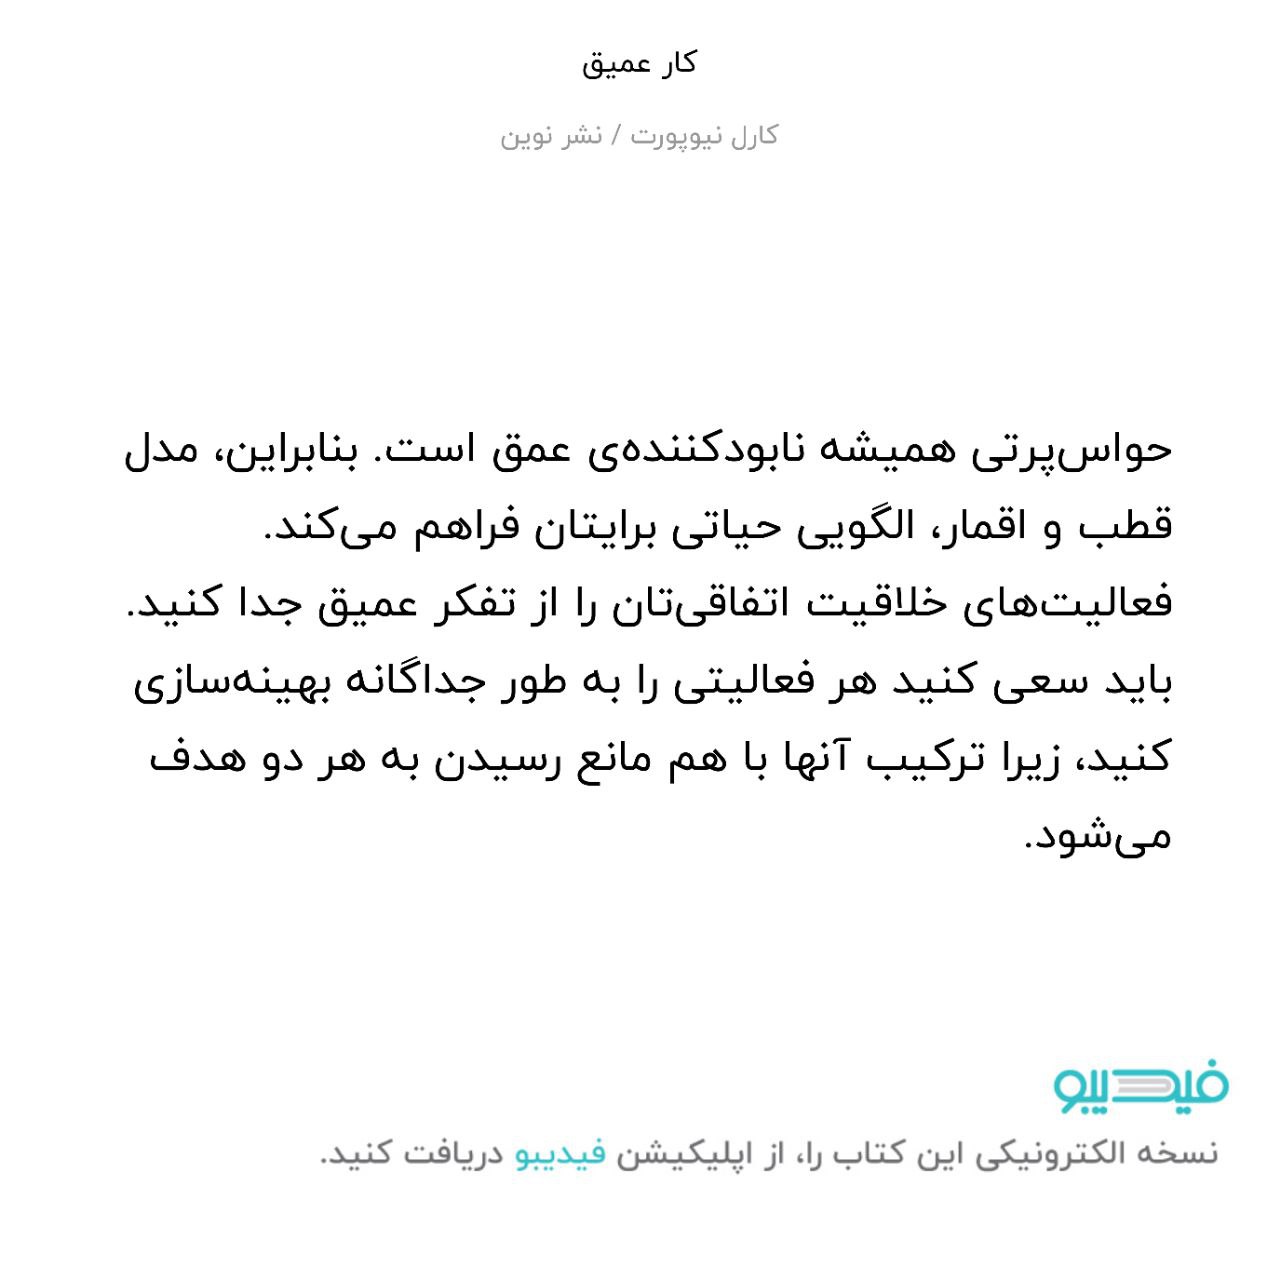 کار عمیق
کارل نیوپورت / نشر نوین
حواس‌پرتی همیشه نابودکننده‌ی عمق است. بنابراین، مدل
قطب و اقمار، الگویی حیاتی برایتان فراهم می‌کند.
فعالیت‌های خلاقیت اتفاقی‌تان را از تفکر عمیق جدا کنید.
باید سعی کنید هر فعالیتی را به طور جداگانه بهینه‌سازی
کنید، زیرا ترکیب آنها با هم مانع رسیدن به هر دو هدف
می‌شود.
فیدیبو
نسخه الکترونیکی این کتاب را، از اپلیکیشن فیدیبو دریافت کنید.